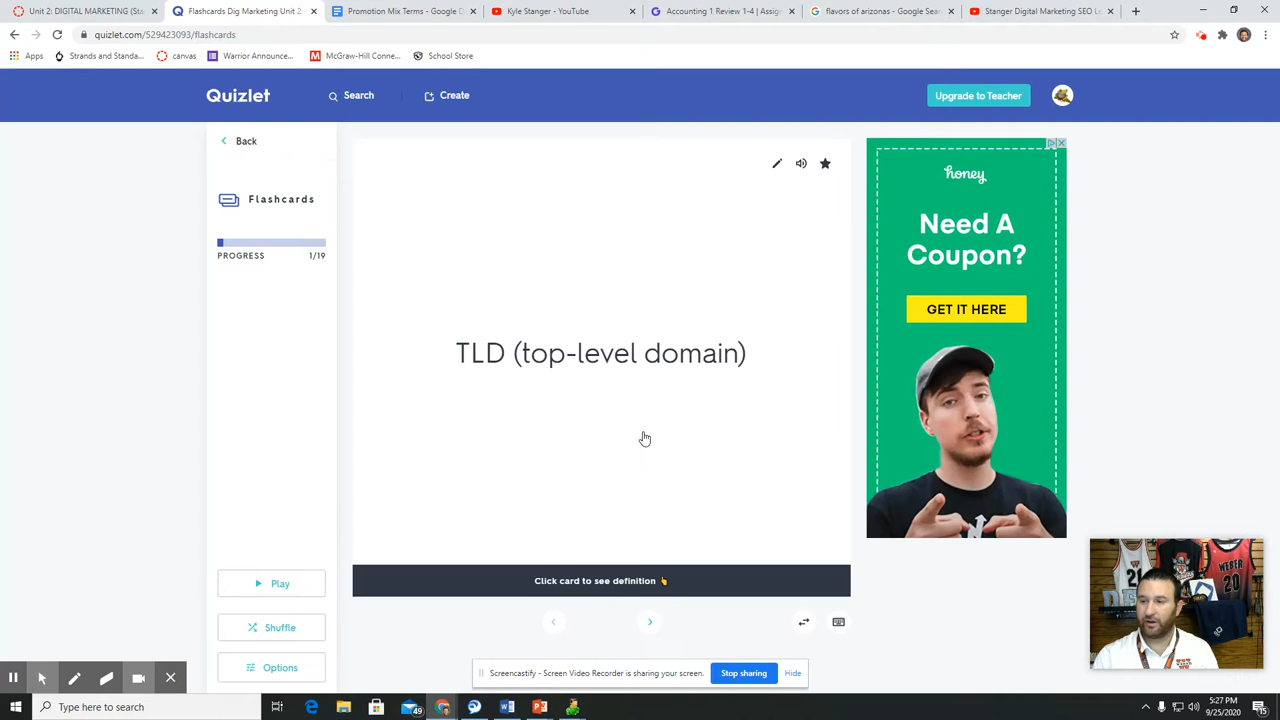 Unit 2: DIGITAL MARKETING (Sta
Flashcards Dig Marketing Unit 2.
Promotion Mix Terms - Google D
Kyle Stanger - YouTube
Accounting 1 Review 1-4 | Assig
flavors of arizonas - Google Sea
Stanger Digital Marketing SEO Le
quizlet.com/529423093/flashcards
Apps
Strands and Standa...
canvas
Warrior Announce...
McGraw-Hill Conne...
School Store
Quizlet
Search
Create
Upgrade to Teacher
Back
Flashcards
PROGRESS 1/19
TLD (top-level domain)
honey
Need A
Coupon?
GET IT HERE
WEBER
20
Play
Click card to see definition
Shuffle
Options
Screencastify - Screen Video Recorder is sharing your screen.
Stop sharing
Hide
Type here to search
49
5:27 PM
9/25/2020
15